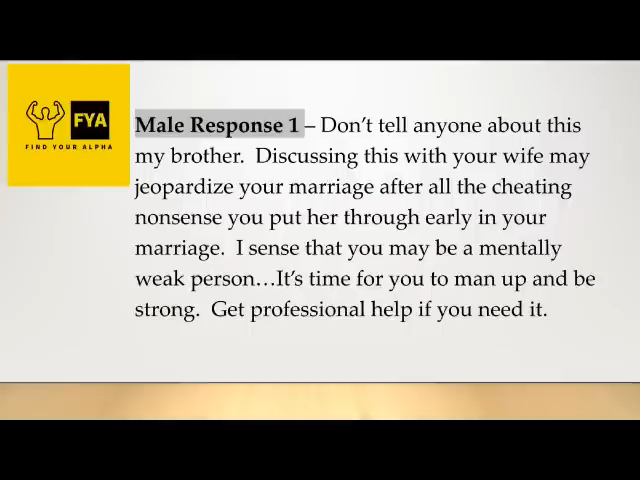 FYA
FIND YOUR ALPHA
Male Response 1 – Don’t tell anyone about this
my brother.  Discussing this with your wife may
jeopardize your marriage after all the cheating
nonsense you put her through early in your
marriage.  I sense that you may be a mentally
weak person…It’s time for you to man up and be
strong.  Get professional help if you need it.